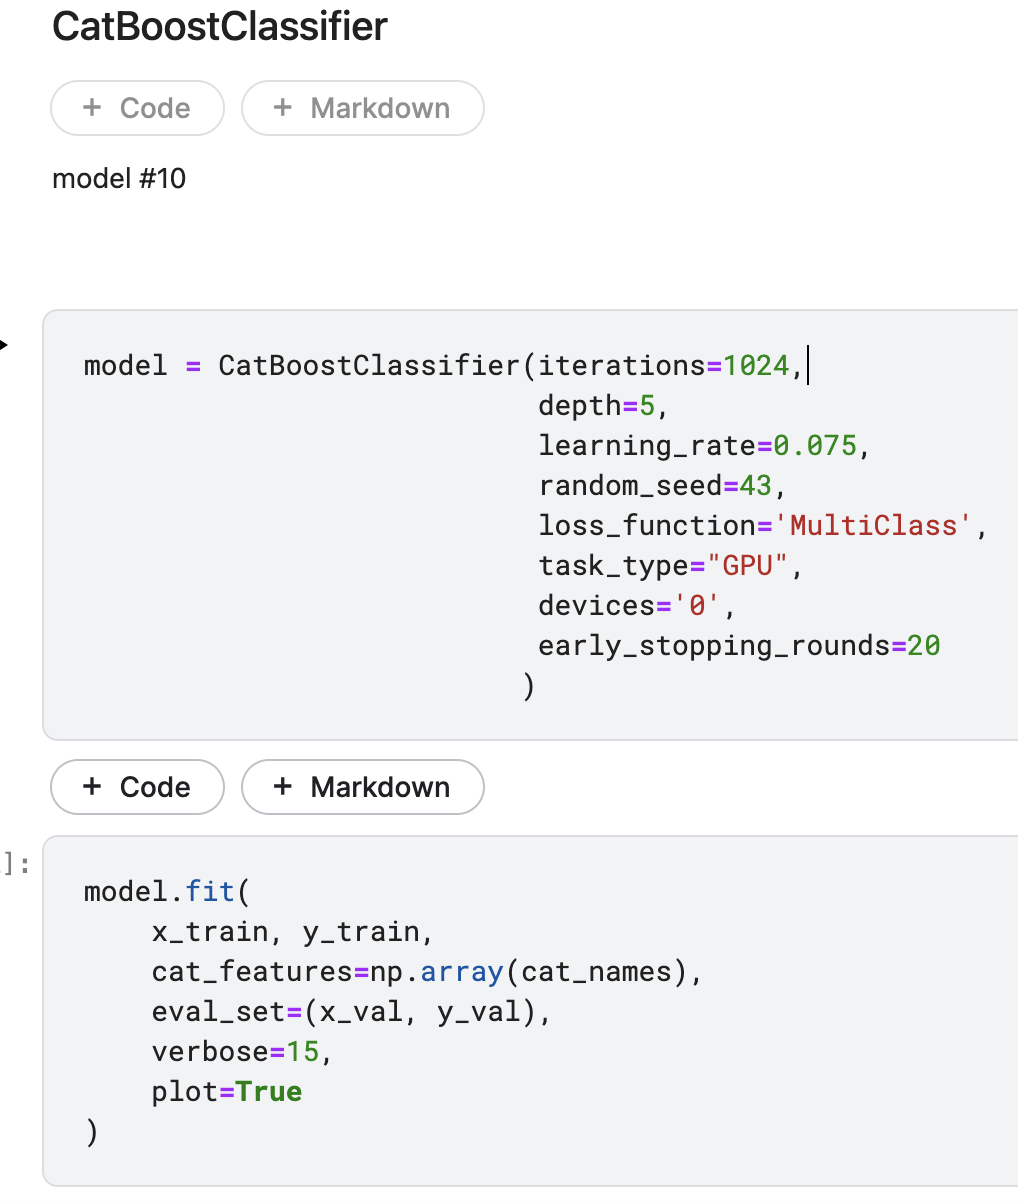 CatBoostClassifier
+ Code + Markdown
model #10
model = CatBoostClassifier(iterations=1024,
depth=5,
learning_rate=0.075,
random_seed=43,
loss_function='MultiClass',
task_type="GPU",
devices='0',
early_stopping_rounds=20
)
+ Code + Markdown
]:
model.fit(
x_train, y_train,
cat_features=np.array(cat_names),
eval_set=(x_val, y_val),
verbose=15,
plot=True
)